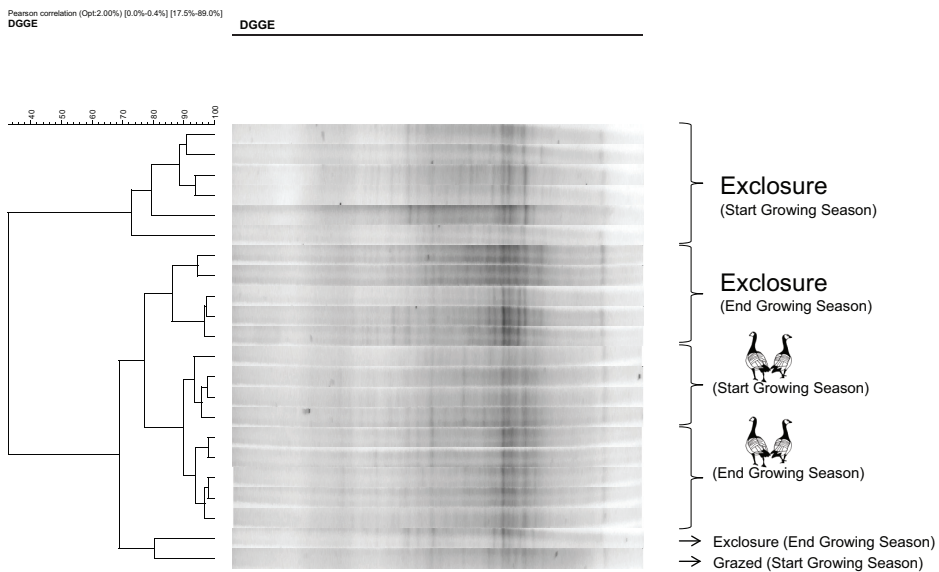 Pearson correlation (Opt:2.00%) [0.0%-0.4%] [17.5%-89.0%]
DGGE
DGGE
40
50
60
70
80
90
100
Exclosure
(Start Growing Season)
Exclosure
(End Growing Season)
(Start Growing Season)
(End Growing Season)
Exclosure (End Growing Season)
Grazed (Start Growing Season)